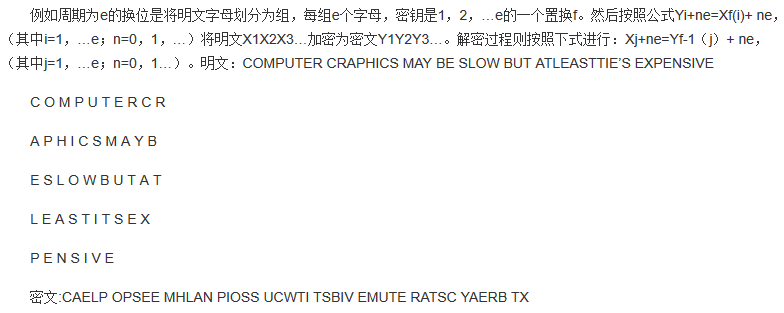 例如周期为e的换位是将明文字母划分为组，每组e个字母，密钥是1，2，…e的一个置换f。然后按照公式Yi+ne=Xf(i)+ ne，
（其中i=1，…e；n=0，1，…）将明文X1X2X3…加密为密文Y1Y2Y3…。解密过程则按照下式进行：Xj+ne=Yf-1（j）+ ne，
（其中j=1，…e；n=0，1…）。明文：COMPUTER CRAPHICS MAY BE SLOW BUT ATLEASTTIE’S EXPENSIVE
C O M P U T E R C R
A P H I C S M A Y B
E S L O W B U T A T
L E A S T I T S E X
P E N S I V E
密文:CAELP OPSEE MHLAN PIOSS UCWTI TSBIV EMUTE RATSC YAERB TX